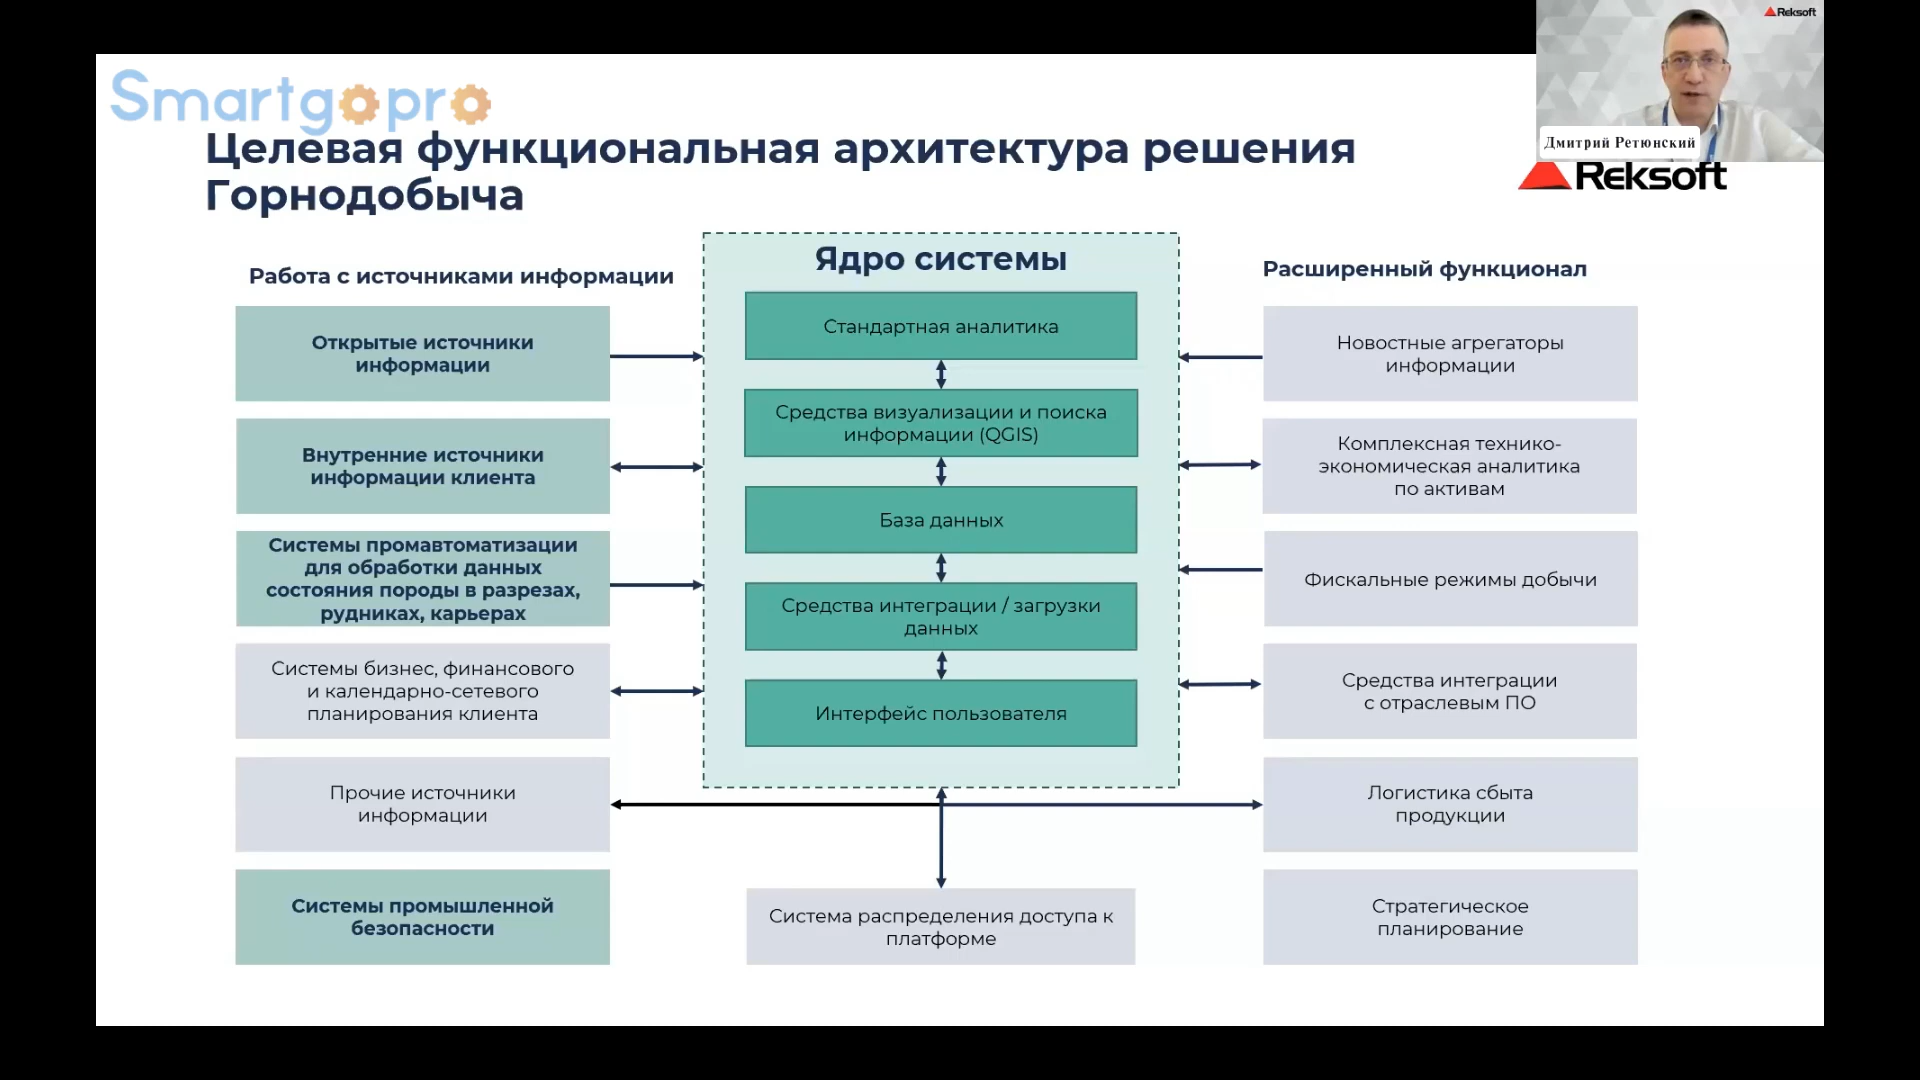 Reksoft
Smartgopro
Дмитрий Ретюнский
Reksoft
Целевая функциональная архитектура решения
Горнодобыча
Работа с источниками информации
Открытые источники
информации
Внутренние источники
информации клиента
Системы промавтоматизации
для обработки данных
состояния породы в разрезах,
рудниках, карьерах
Системы бизнес, финансового
и календарно-сетевого
планирования клиента
Прочие источники
информации
Системы промышленной
безопасности
Ядро системы
Стандартная аналитика
Средства визуализации и поиска
информации (QGIS)
База данных
Средства интеграции / загрузки
данных
Интерфейс пользователя
Система распределения доступа к
платформе
Расширенный функционал
Новостные агрегаторы
информации
Комплексная технико-
экономическая аналитика
по активам
Фискальные режимы добычи
Средства интеграции
с отраслевым ПО
Логистика сбыта
продукции
Стратегическое
планирование